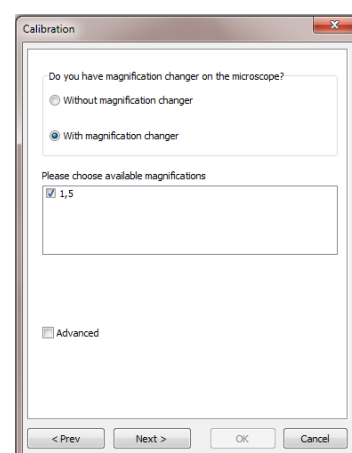 Calibration
Do you have magnification changer on the microscope?
Without magnification changer
With magnification changer
Please choose available magnifications
1,5
Advanced
< Prev Next > OK Cancel